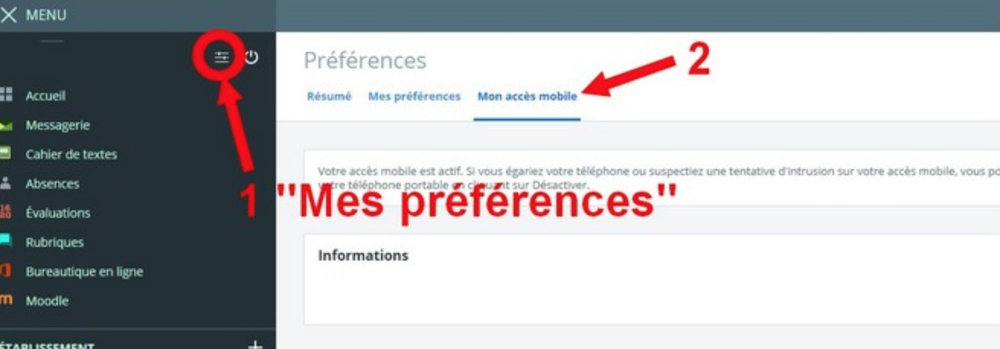 MENU
Accueil
Messagerie
Cahier de textes
Absences
Évaluations
Rubriques
Bureautique en ligne
Moodle
ÉTABLISSEMENT
Préférences
2
Résumé Mes préférences Mon accès mobile
Votre accès mobile est actif. Si vous égariez votre téléphone ou suspectiez une tentative d'intrusion sur votre accès mobile, vous po
votre téléphone portable en cliquant sur Désactiver.
1 "Mes préférences"
Informations